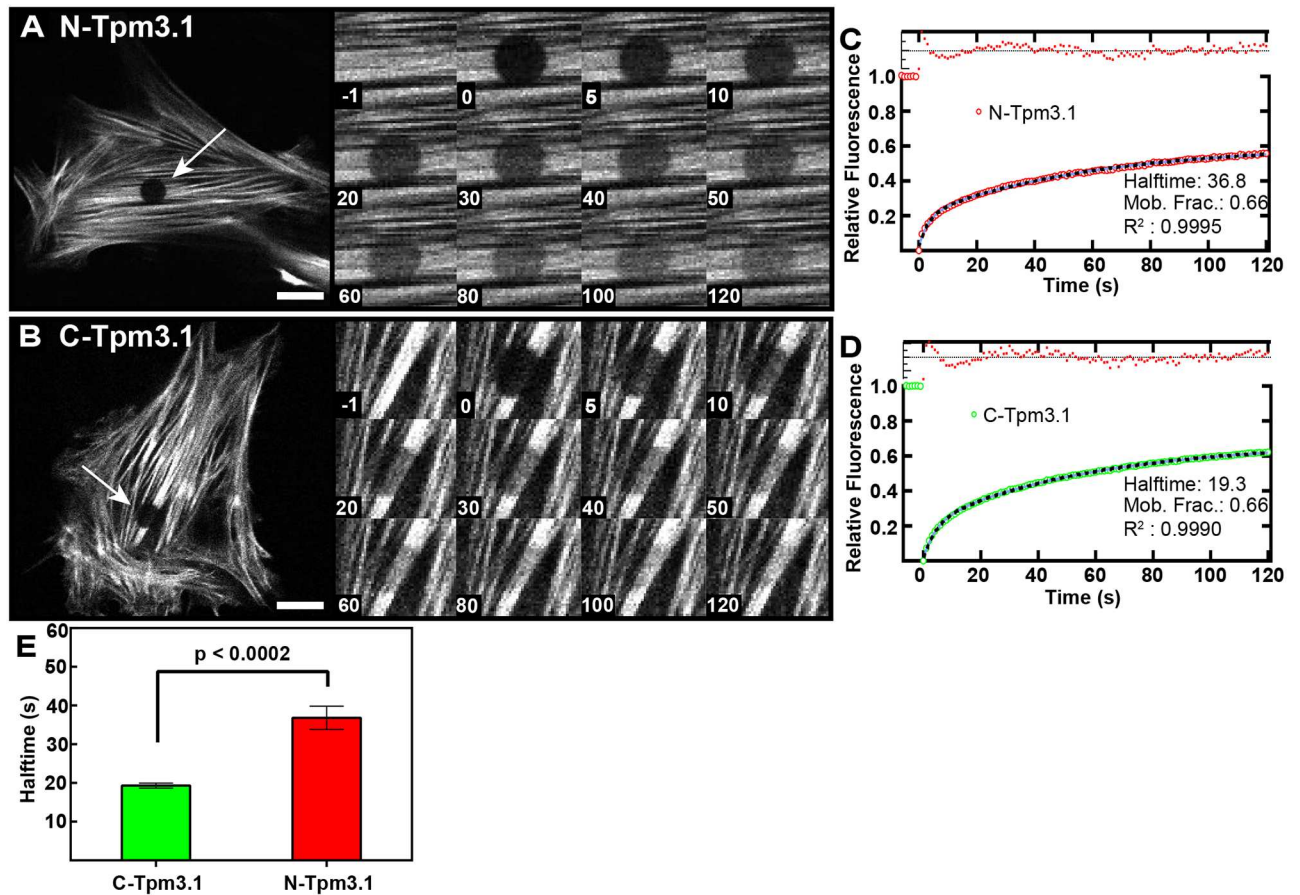 A N-Tpm3.1
-1 0 5 10
20 30 40 50
60 80 100 120
B C-Tpm3.1
-1 0 5 10
20 30 40 50
60 80 100 120
C
1.0
0.8
0.6
0.4
0.2
Relative Fluorescence
N-Tpm3.1
Halftime: 36.8
Mob. Frac.: 0.66
R² : 0.9995
0 20 40 60 80 100 120
Time (s)
D
1.0
0.8
0.6
0.4
0.2
Relative Fluorescence
C-Tpm3.1
Halftime: 19.3
Mob. Frac.: 0.66
R² : 0.9990
0 20 40 60 80 100 120
Time (s)
E
60
50
40
30
20
10
Halftime (s)
p < 0.0002
C-Tpm3.1 N-Tpm3.1